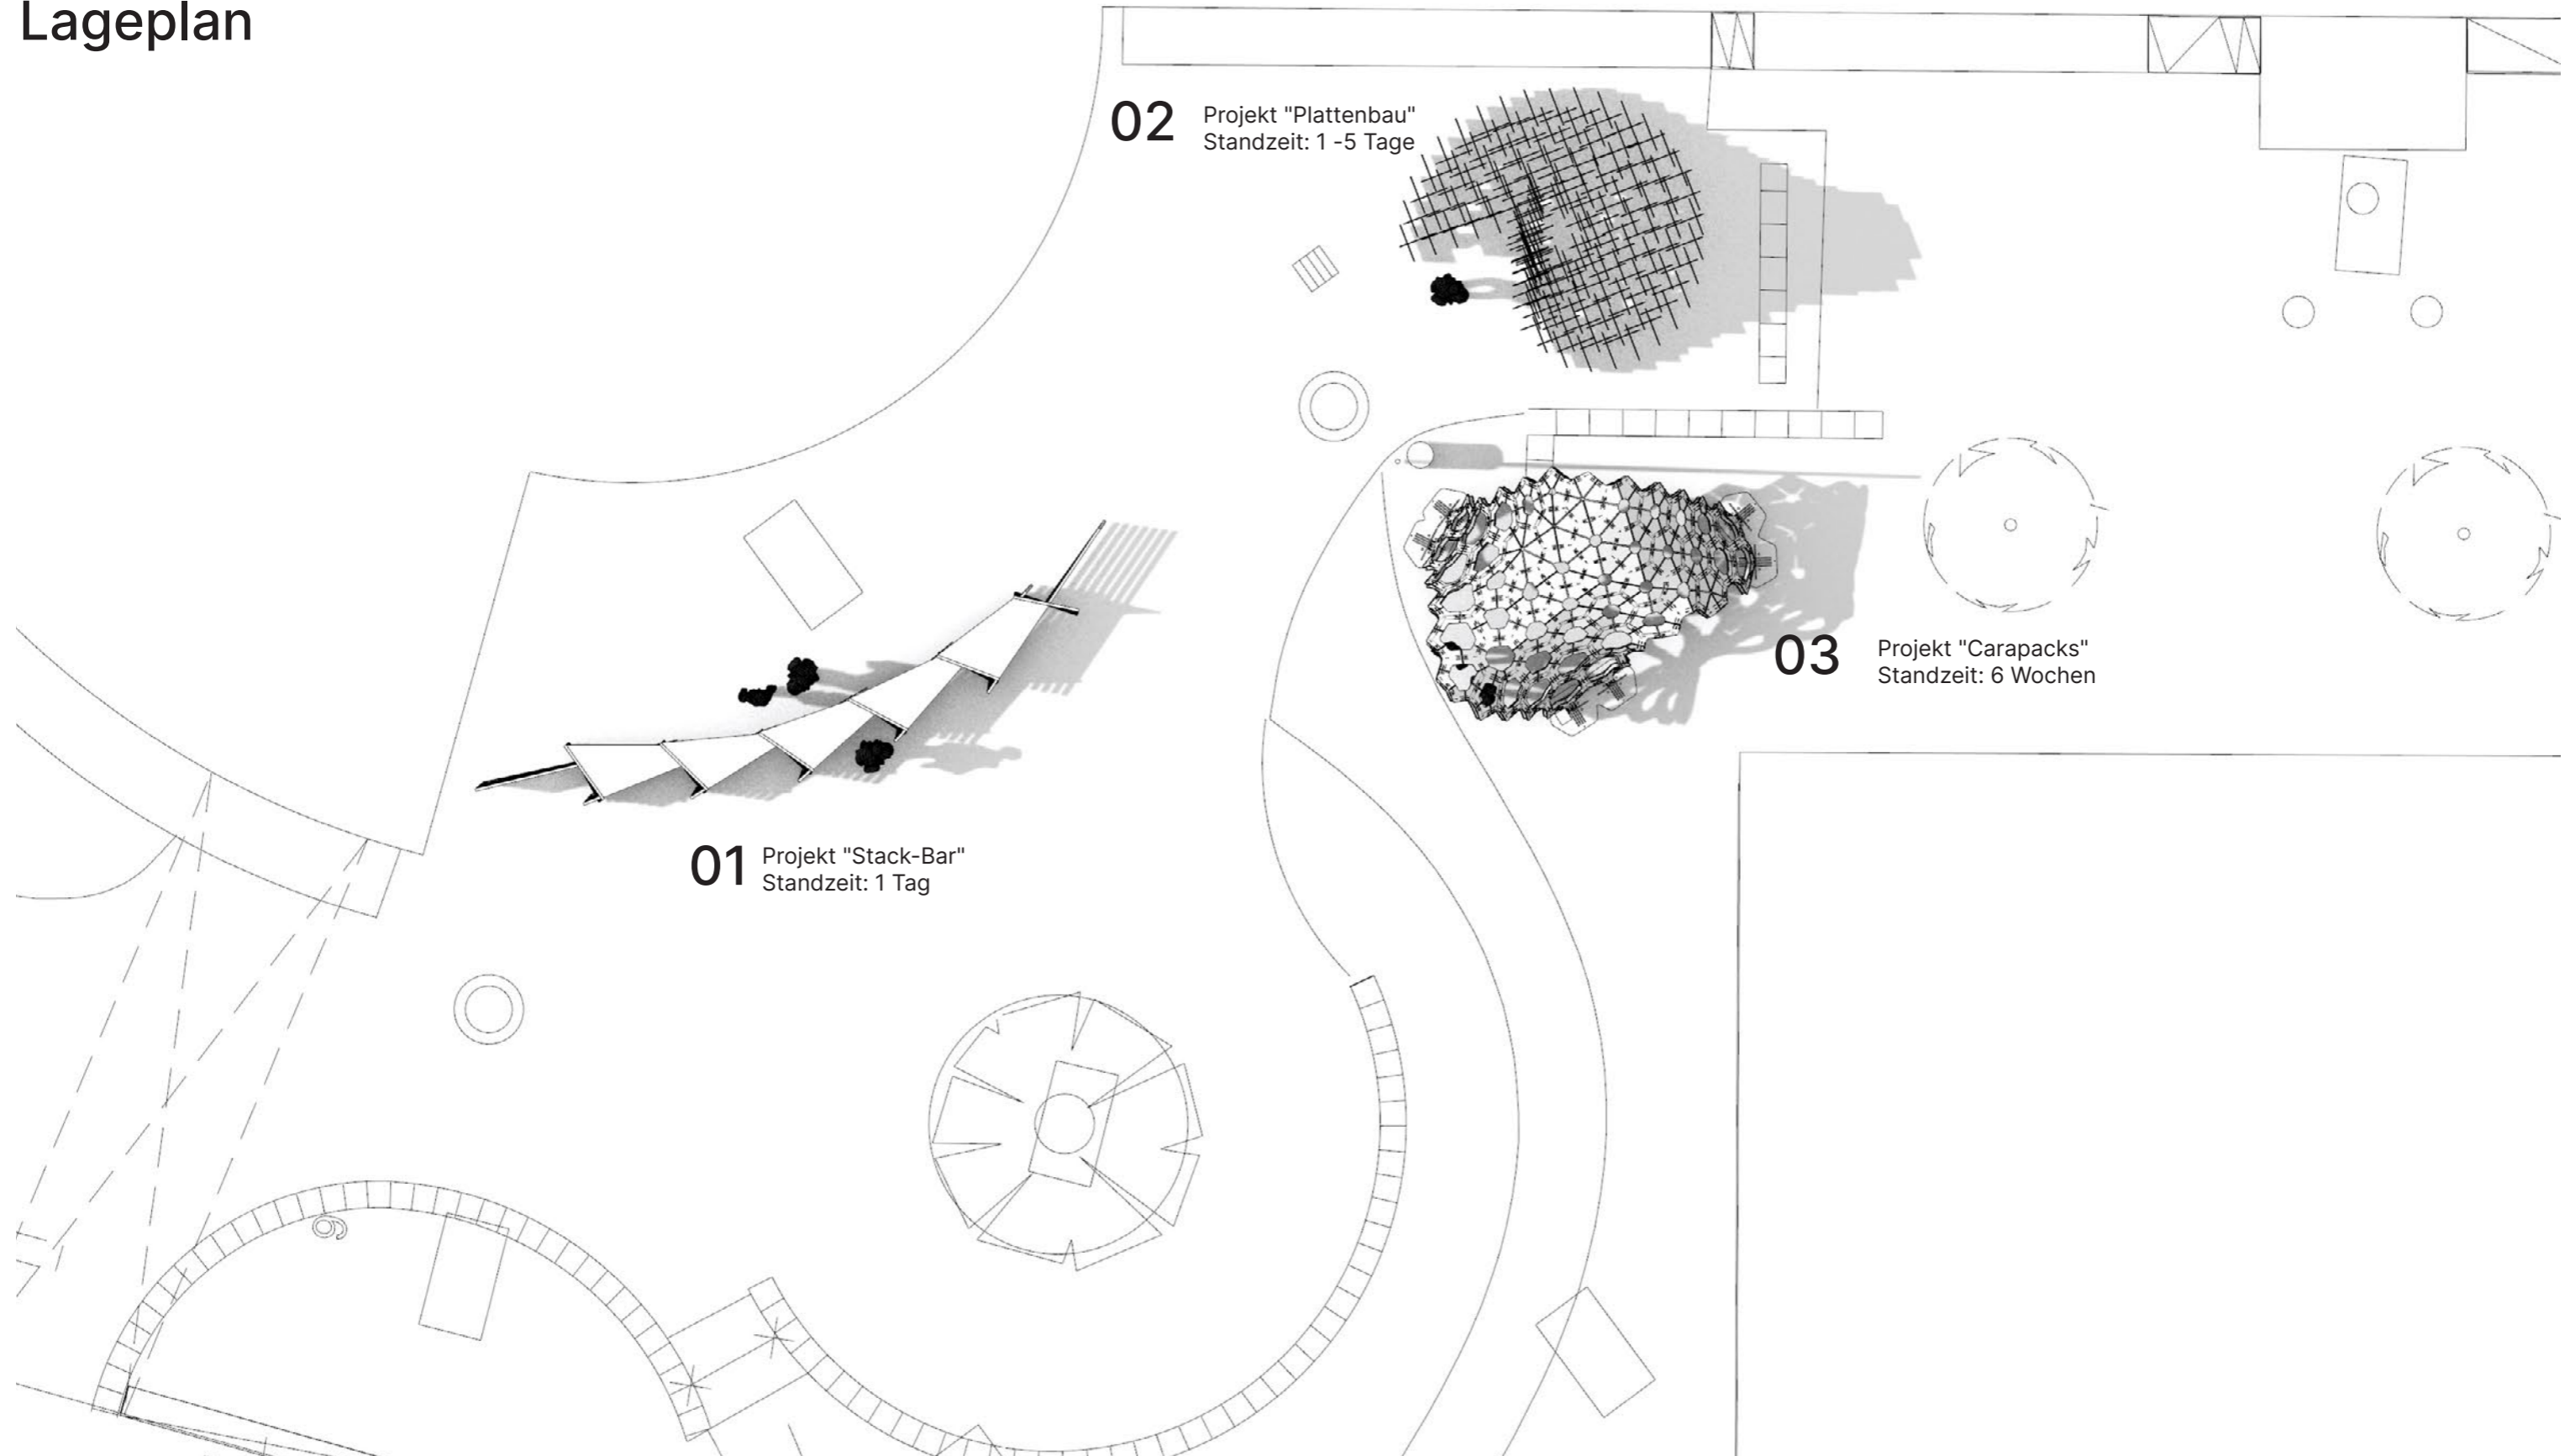 Lageplan
02
Projekt "Plattenbau"
Standzeit: 1 -5 Tage
03
Projekt "Carapacks"
Standzeit: 6 Wochen
01
Projekt "Stack-Bar"
Standzeit: 1 Tag